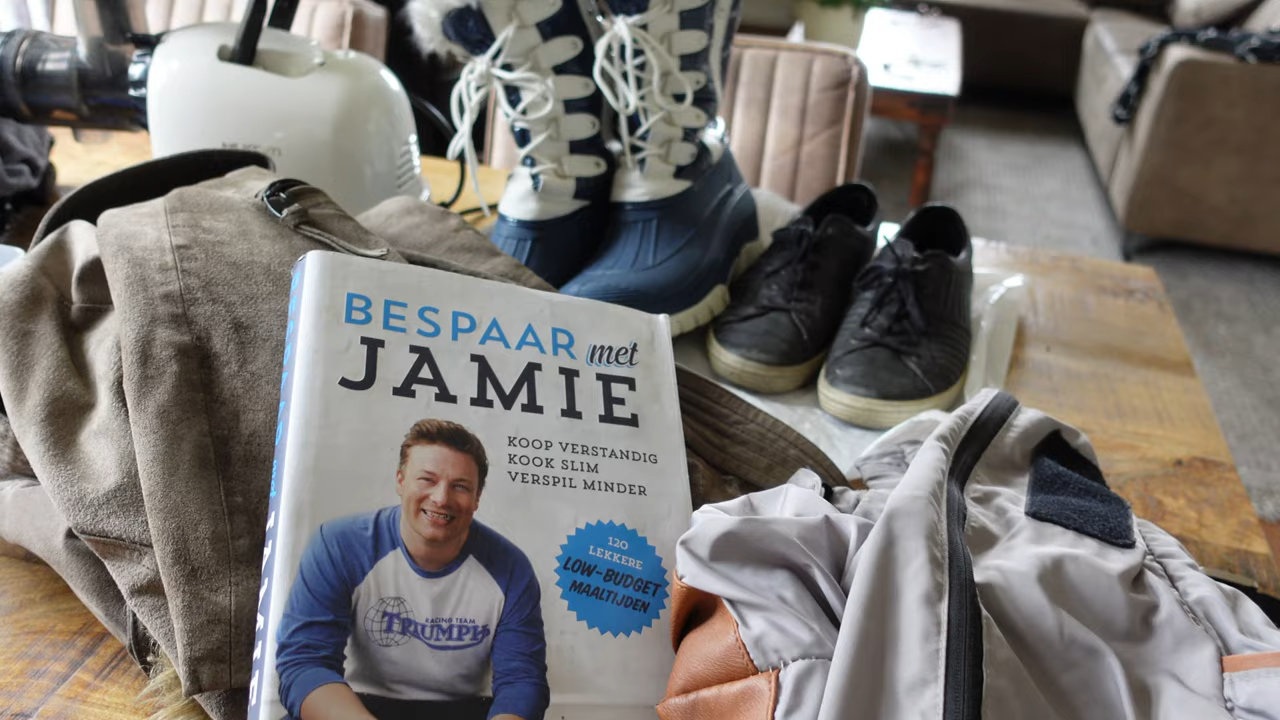 BESPAAR met
JAMIE
KOOP VERSTANDIG
KOOK SLIM
VERSPIL MINDER
120
LEKKERE
LOW-BUDGET
MAALTIJDEN
RACING TEAM
TRIUMPH